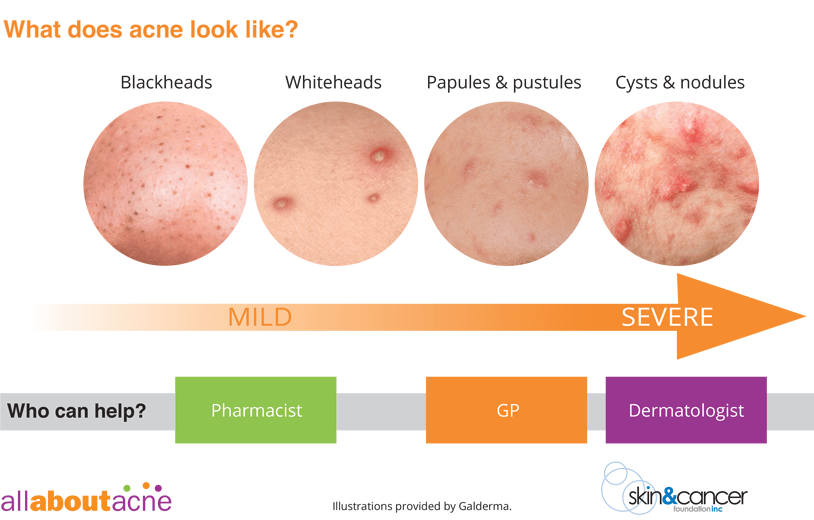 What does acne look like?
Blackheads
Whiteheads
Papules & pustules
Cysts & nodules
MILD
SEVERE
Who can help?
Pharmacist
GP
Dermatologist
allaboutacne
Illustrations provided by Galderma.
skin&cancer
foundation inc